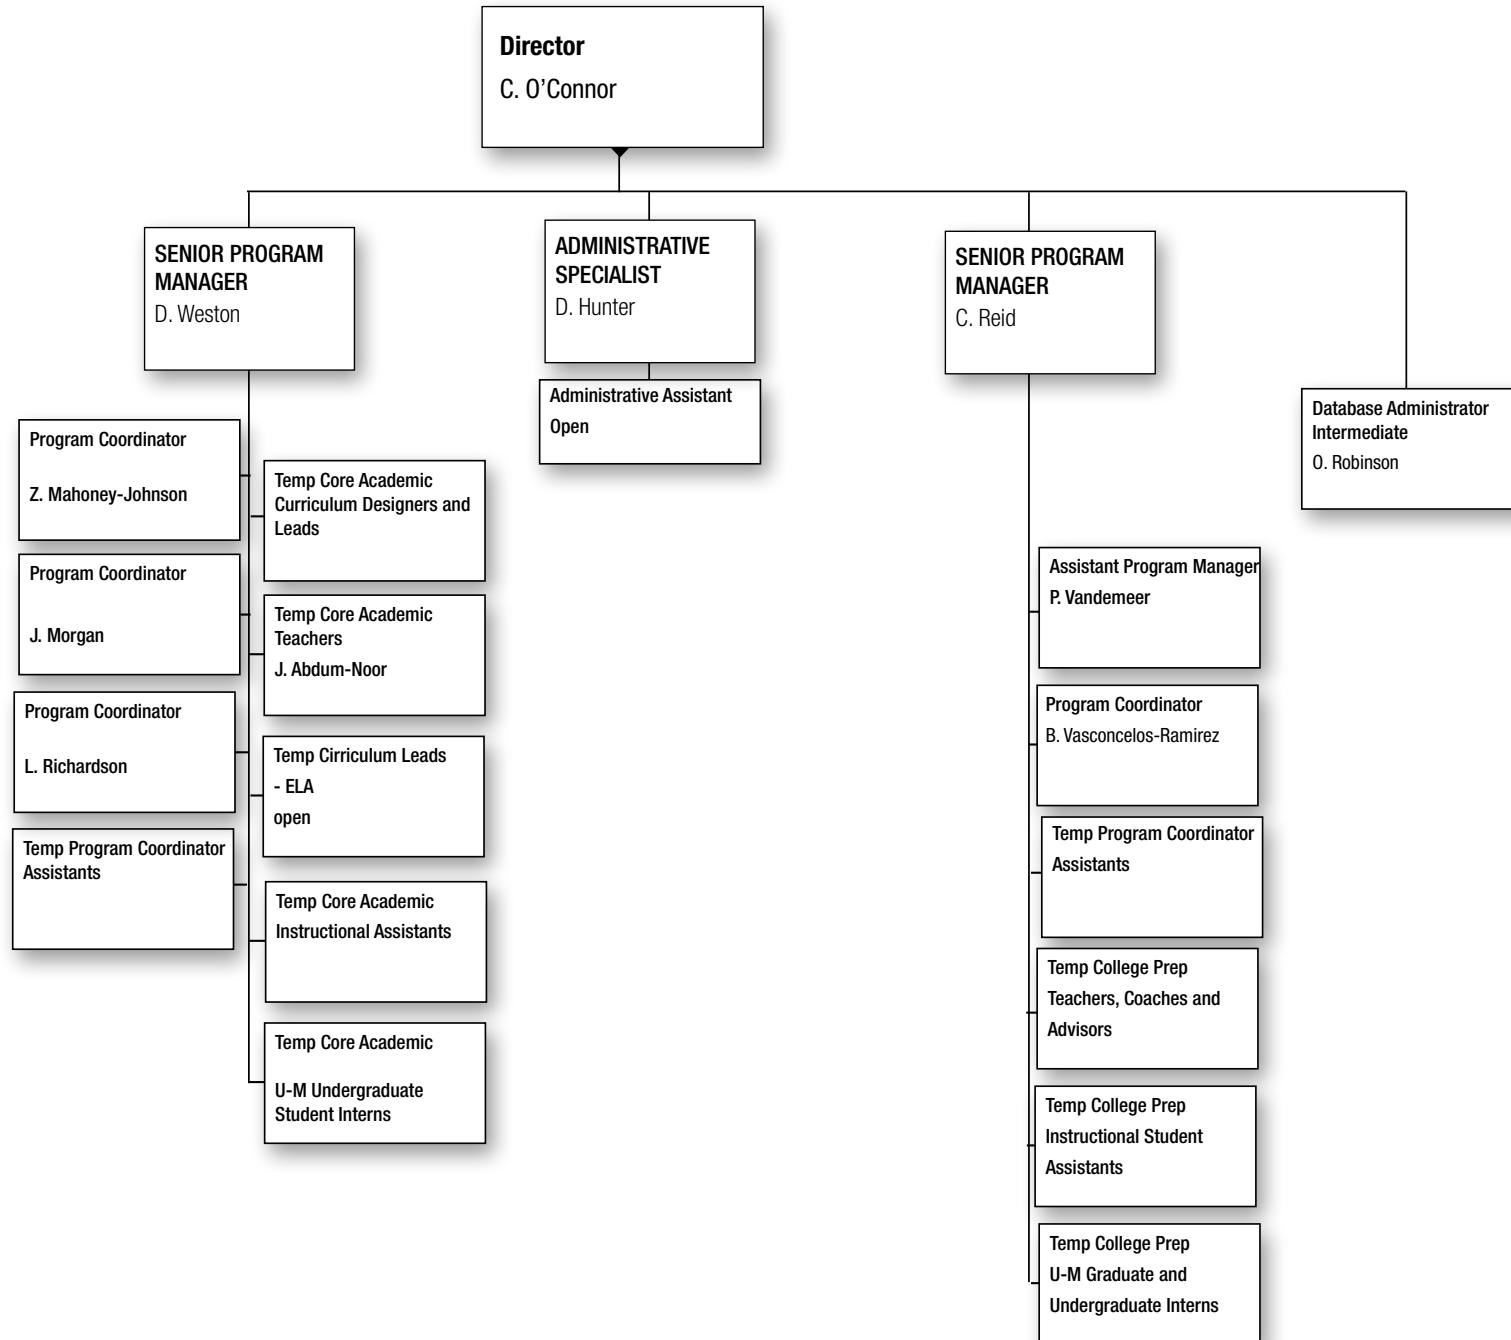 Director
C. O’Connor
SENIOR PROGRAM
MANAGER
D. Weston
ADMINISTRATIVE
SPECIALIST
D. Hunter
SENIOR PROGRAM
MANAGER
C. Reid
Administrative Assistant
Open
Database Administrator
Intermediate
O. Robinson
Program Coordinator
Z. Mahoney-Johnson
Program Coordinator
J. Morgan
Program Coordinator
L. Richardson
Temp Program Coordinator
Assistants
Temp Core Academic
Curriculum Designers and
Leads
Temp Core Academic
Teachers
J. Abdum-Noor
Temp Cirriculum Leads
- ELA
open
Temp Core Academic
Instructional Assistants
Temp Core Academic
U-M Undergraduate
Student Interns
Assistant Program Manager
P. Vandemeer
Program Coordinator
B. Vasconcelos-Ramirez
Temp Program Coordinator
Assistants
Temp College Prep
Teachers, Coaches and
Advisors
Temp College Prep
Instructional Student
Assistants
Temp College Prep
U-M Graduate and
Undergraduate Interns